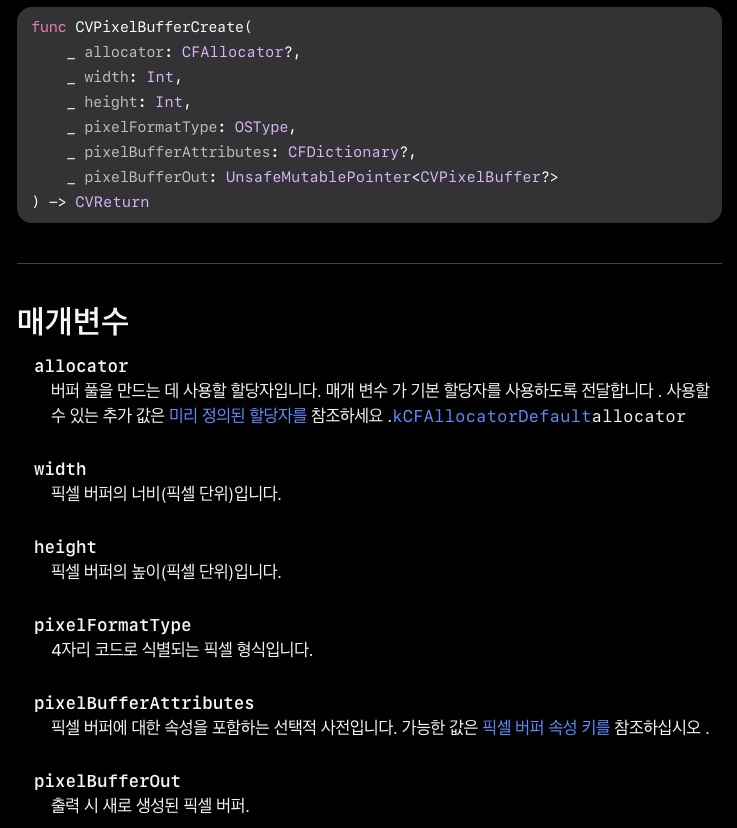 func CVPixelBufferCreate(
_ allocator: CFAllocator?,
_ width: Int,
_ height: Int,
_ pixelFormatType: OSType,
_ pixelBufferAttributes: CFDictionary?,
_ pixelBufferOut: UnsafeMutablePointer<CVPixelBuffer?>
) -> CVReturn
매개변수
allocator
버퍼 풀을 만드는 데 사용할 할당자입니다. 매개 변수 가 기본 할당자를 사용하도록 전달합니다 . 사용할
수 있는 추가 값은 미리 정의된 할당자를 참조하세요 .kCFAllocatorDefaultallocator
width
픽셀 버퍼의 너비(픽셀 단위)입니다.
height
픽셀 버퍼의 높이(픽셀 단위)입니다.
pixelFormatType
4자리 코드로 식별되는 픽셀 형식입니다.
pixelBufferAttributes
픽셀 버퍼에 대한 속성을 포함하는 선택적 사전입니다. 가능한 값은 픽셀 버퍼 속성 키를 참조하십시오 .
pixelBufferOut
출력 시 새로 생성된 픽셀 버퍼.